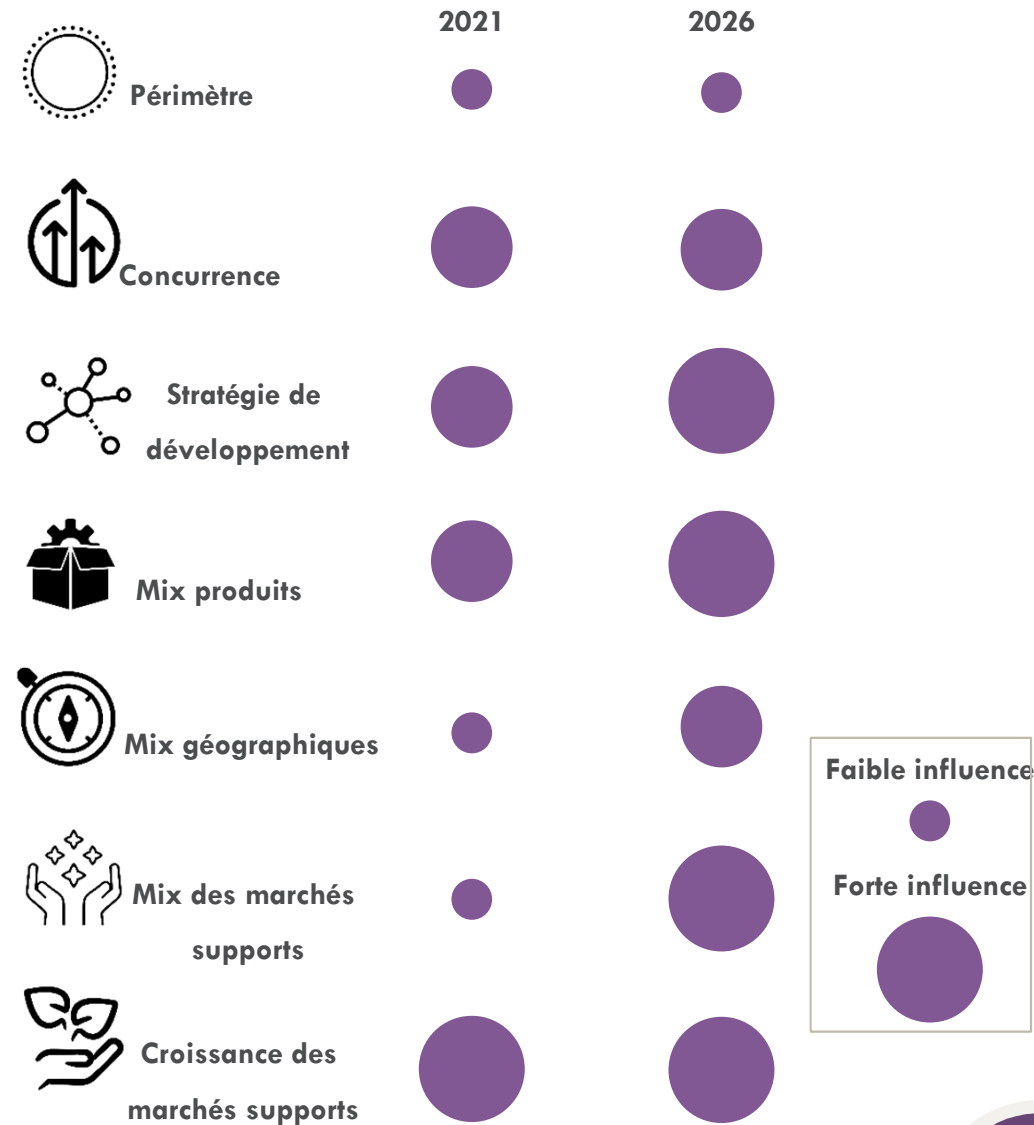 2021
2026
Périmètre
Concurrence
Stratégie de
développement
Mix produits
Mix géographiques
Faible influence
Forte influence
Mix des marchés
supports
Croissance des
marchés supports